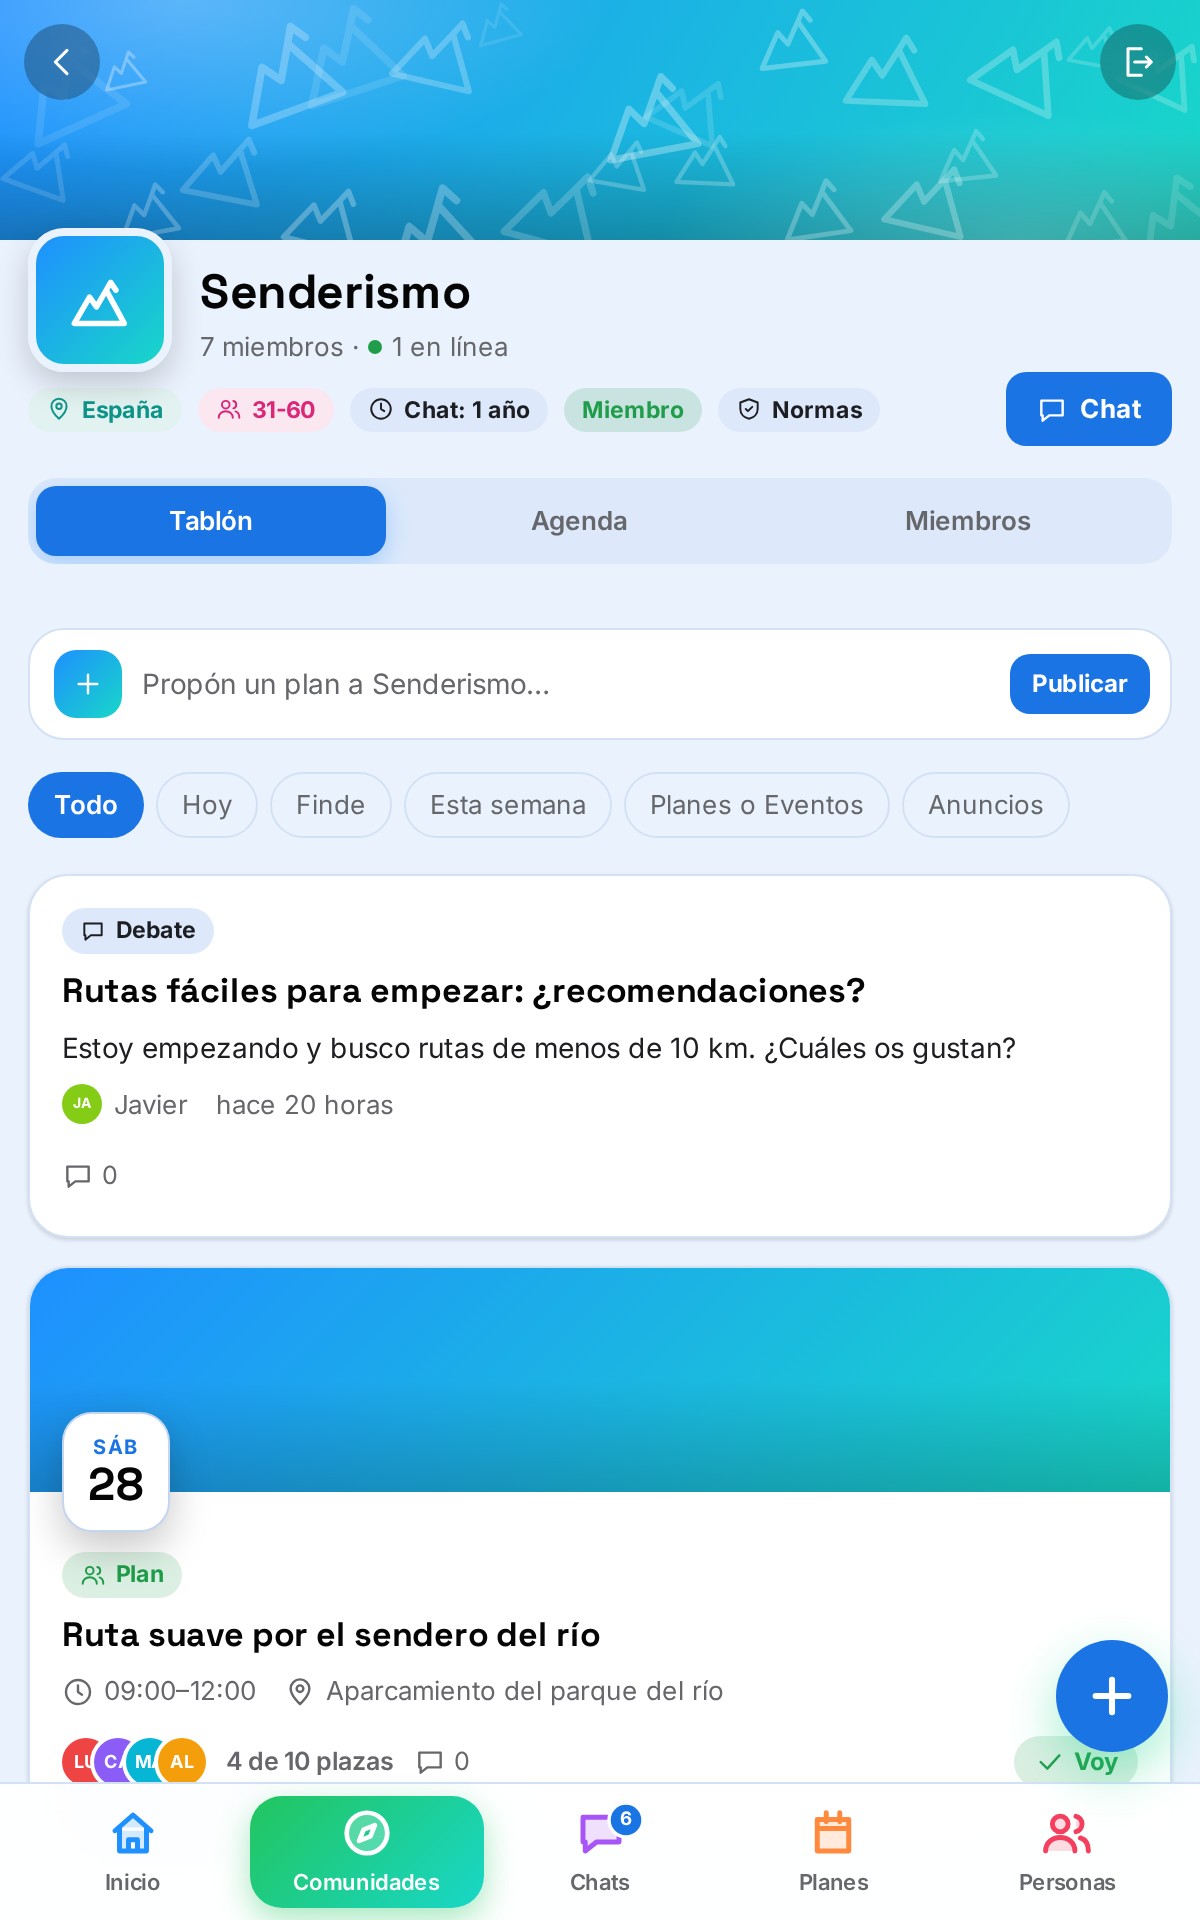 Senderismo
7 miembros · 1 en línea
España
31-60
Chat: 1 año
Miembro
Normas
Chat
Tablón
Agenda
Miembros
Propón un plan a Senderismo...
Publicar
Todo
Hoy
Finde
Esta semana
Planes o Eventos
Anuncios
Debate
Rutas fáciles para empezar: ¿recomendaciones?
Estoy empezando y busco rutas de menos de 10 km. ¿Cuáles os gustan?
JA Javier hace 20 horas
0
SÁB
28
Plan
Ruta suave por el sendero del río
09:00–12:00 Aparcamiento del parque del río
AL 4 de 10 plazas 0
Voy
6
Inicio
Comunidades
Chats
Planes
Personas